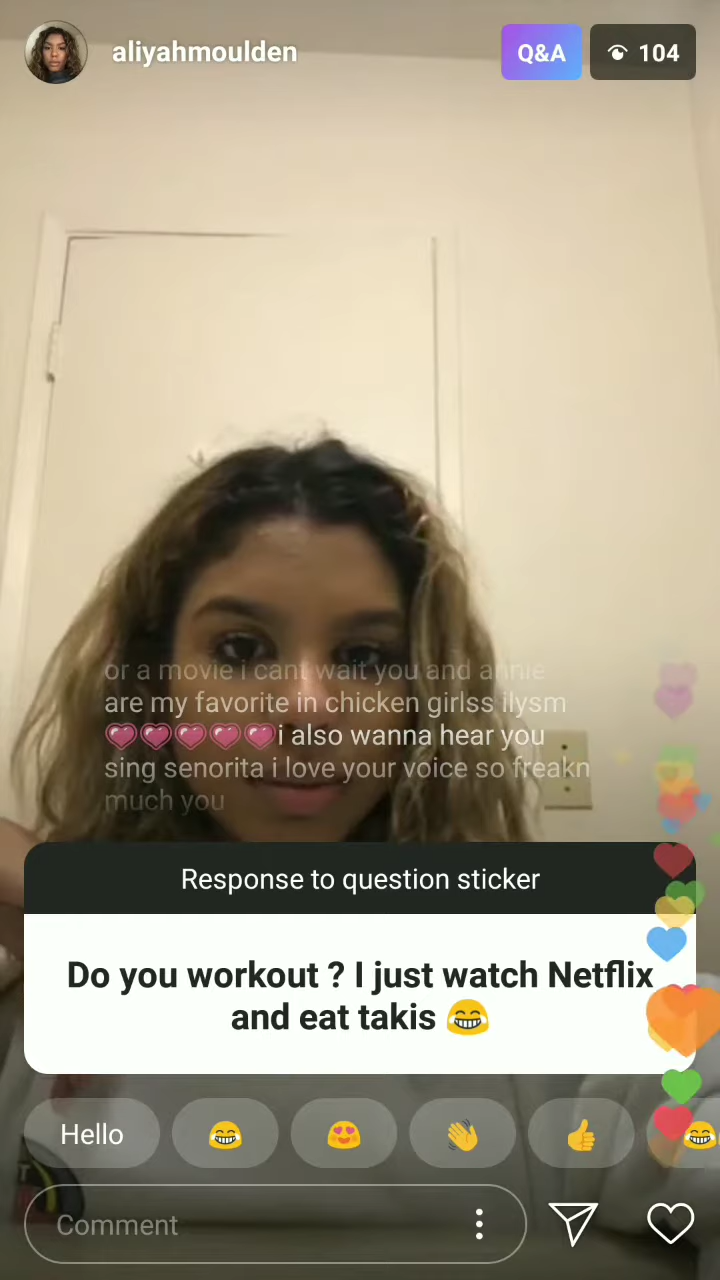 aliyahmoulden
Q&A
104
or a movie i cant wait you and annie
are my favorite in chicken girlss ilysm
💗💗💗💗💗i also wanna hear you
sing senorita i love your voice so freakn
much you
Response to question sticker
Do you workout ? I just watch Netflix
and eat takis 😂
Hello 😂 😍 👋 👍 😂
Comment